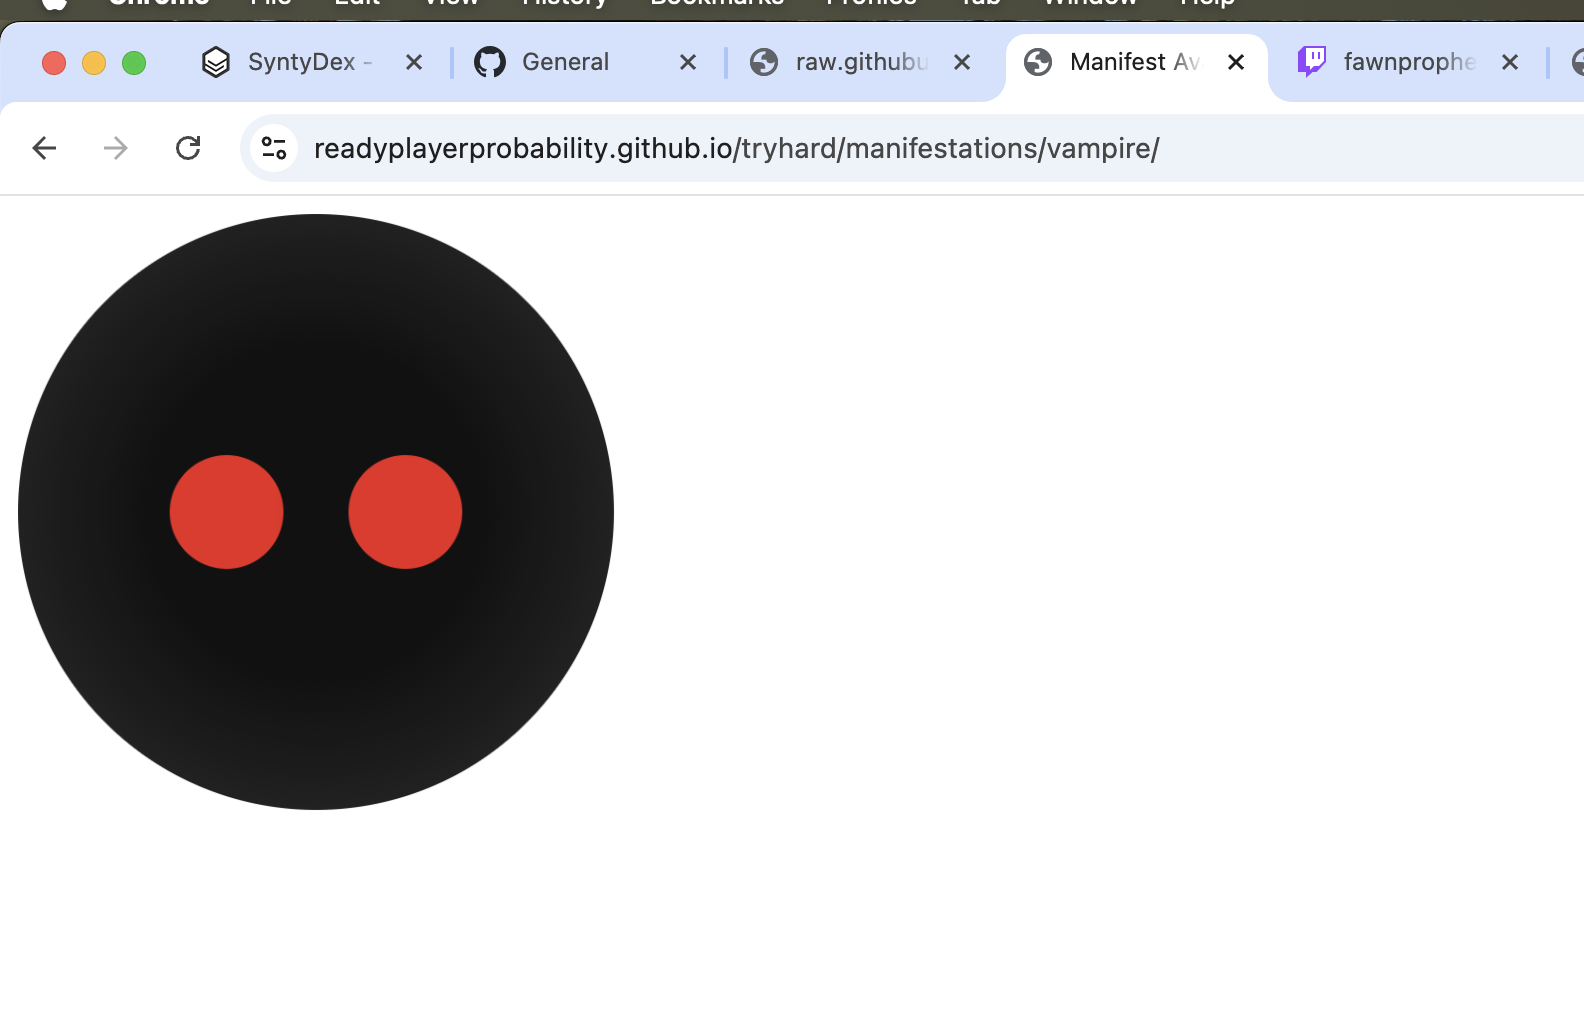 Chrome File Edit View History Bookmarks Profiles Tab Window Help
SyntyDex - General raw.githubu Manifest Av fawnprophe
readyplayerprobability.github.io/tryhard/manifestations/vampire/